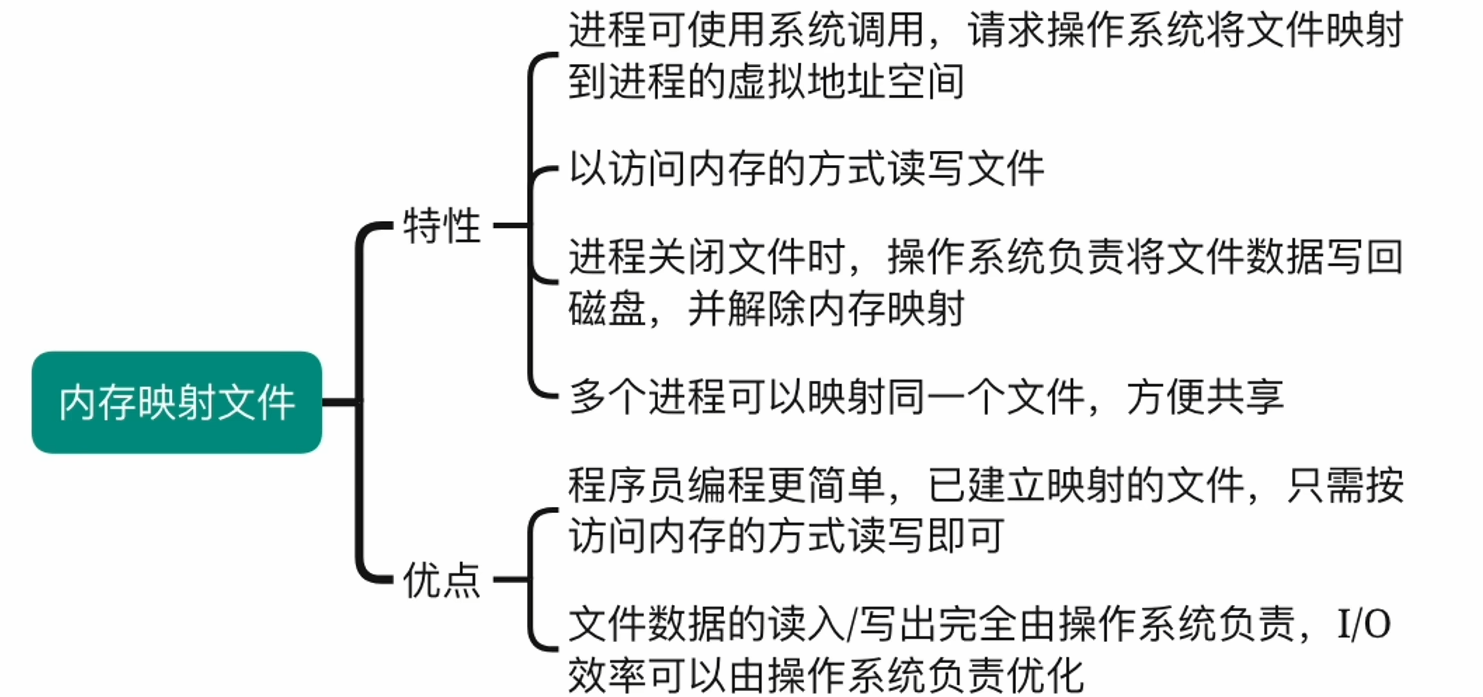 内存映射文件
特性
进程可使用系统调用，请求操作系统将文件映射
到进程的虚拟地址空间
以访问内存的方式读写文件
进程关闭文件时，操作系统负责将文件数据写回
磁盘，并解除内存映射
多个进程可以映射同一个文件，方便共享
优点
程序员编程更简单，已建立映射的文件，只需按
访问内存的方式读写即可
文件数据的读入/写出完全由操作系统负责，I/O
效率可以由操作系统负责优化